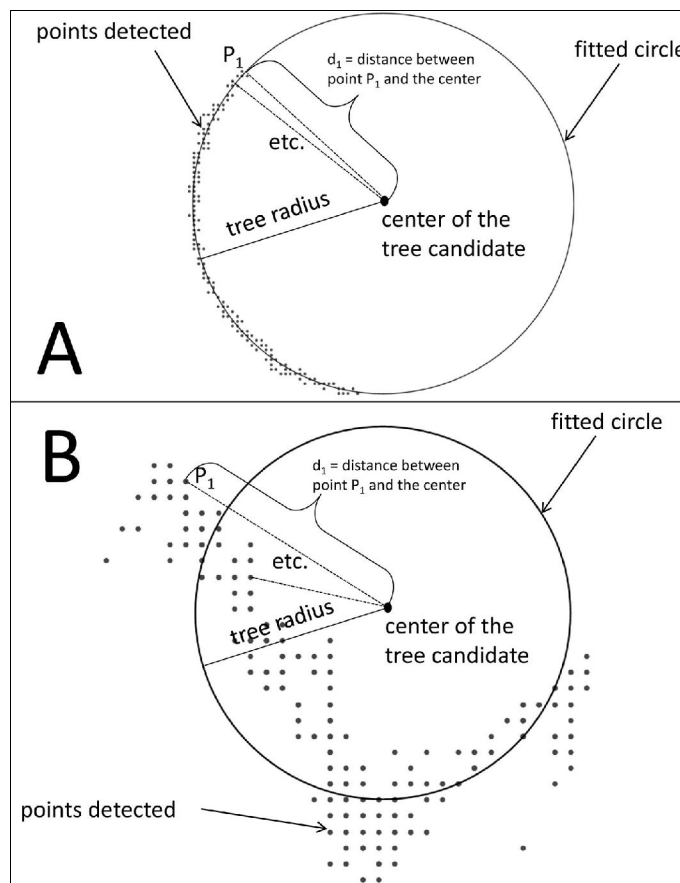 points detected
fitted circle
P1
d1 = distance between
point P1 and the center
etc.
tree radius
center of the
tree candidate
A
B
fitted circle
P1
d1 = distance between
point P1 and the center
etc.
tree radius
center of the
tree candidate
points detected